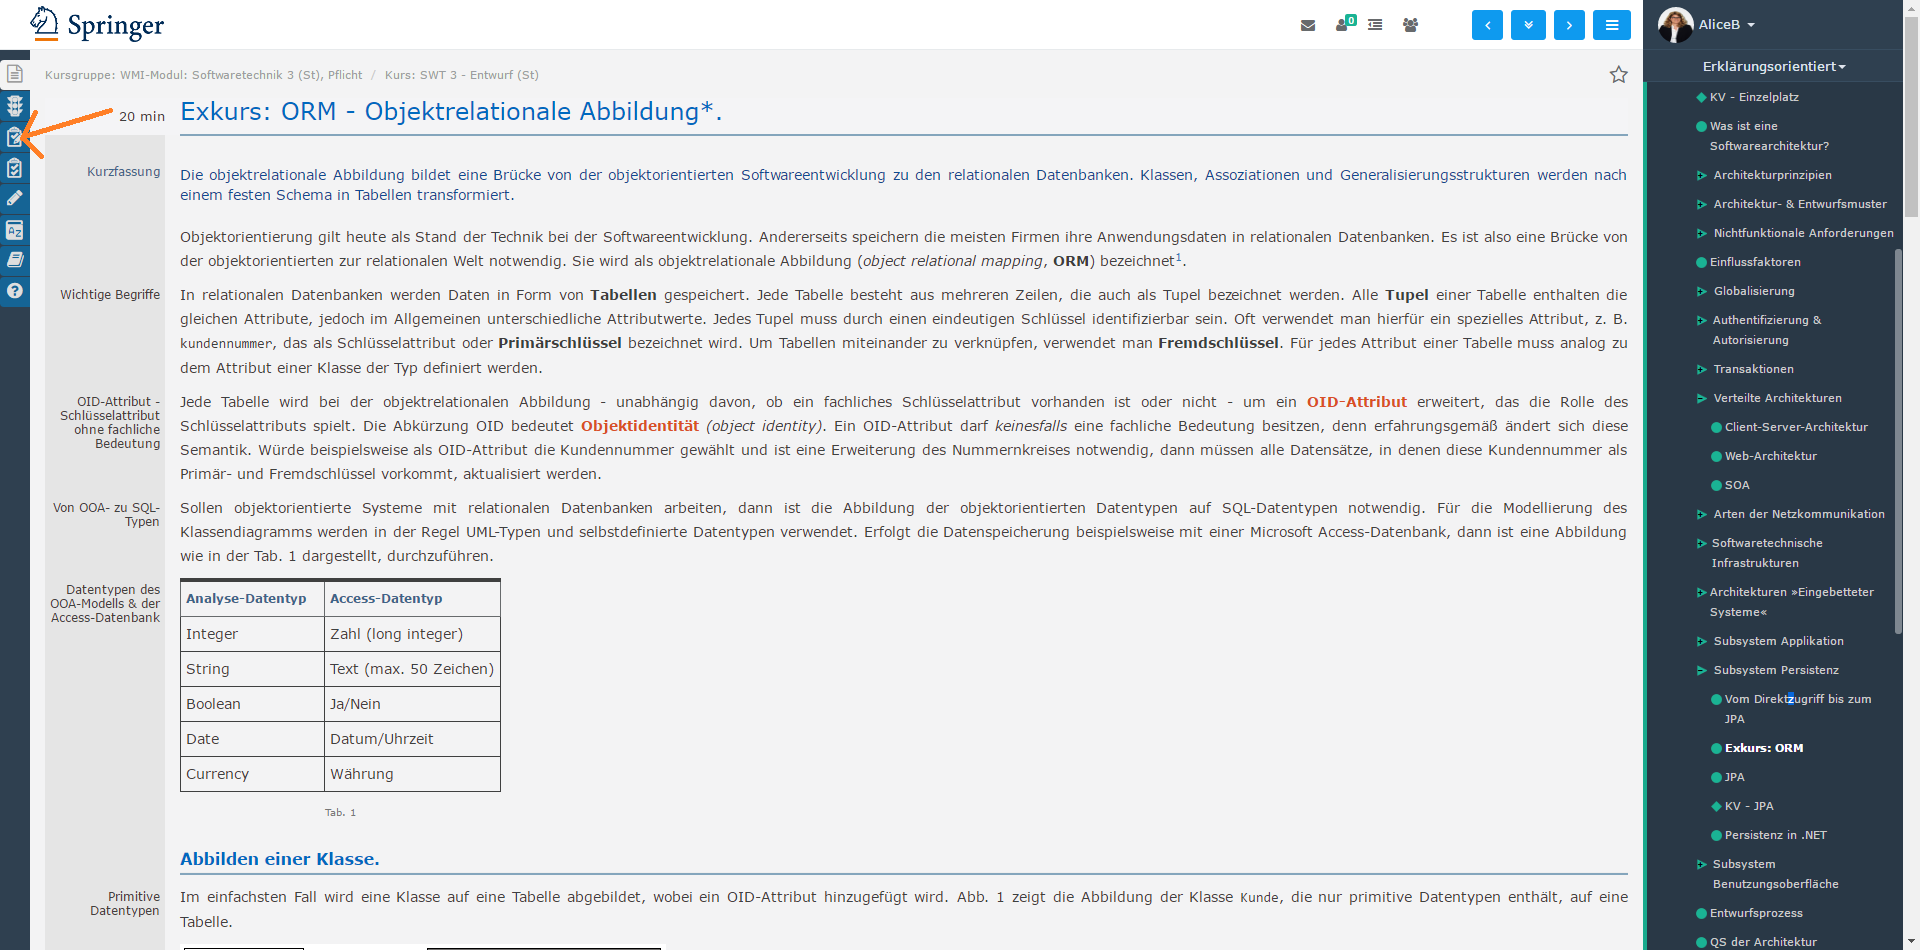 Springer
0
AliceB
Erklärungsorientiert
Kursgruppe: WMI-Modul: Softwaretechnik 3 (St), Pflicht / Kurs: SWT 3 - Entwurf (St)
20 min
Exkurs: ORM - Objektrelationale Abbildung*.
Kurzfassung
Die objektrelationale Abbildung bildet eine Brücke von der objektorientierten Softwareentwicklung zu den relationalen Datenbanken. Klassen, Assoziationen und Generalisierungsstrukturen werden nach
einem festen Schema in Tabellen transformiert.
Objektorientierung gilt heute als Stand der Technik bei der Softwareentwicklung. Andererseits speichern die meisten Firmen ihre Anwendungsdaten in relationalen Datenbanken. Es ist also eine Brücke von
der objektorientierten zur relationalen Welt notwendig. Sie wird als objektrelationale Abbildung (object relational mapping, ORM) bezeichnet1.
Wichtige Begriffe
In relationalen Datenbanken werden Daten in Form von Tabellen gespeichert. Jede Tabelle besteht aus mehreren Zeilen, die auch als Tupel bezeichnet werden. Alle Tupel einer Tabelle enthalten die
gleichen Attribute, jedoch im Allgemeinen unterschiedliche Attributwerte. Jedes Tupel muss durch einen eindeutigen Schlüssel identifizierbar sein. Oft verwendet man hierfür ein spezielles Attribut, z. B.
kundennummer, das als Schlüsselattribut oder Primärschlüssel bezeichnet wird. Um Tabellen miteinander zu verknüpfen, verwendet man Fremdschlüssel. Für jedes Attribut einer Tabelle muss analog zu
dem Attribut einer Klasse der Typ definiert werden.
OID-Attribut -
Schlüsselattribut
ohne fachliche
Bedeutung
Jede Tabelle wird bei der objektrelationalen Abbildung - unabhängig davon, ob ein fachliches Schlüsselattribut vorhanden ist oder nicht - um ein OID-Attribut erweitert, das die Rolle des
Schlüsselattributs spielt. Die Abkürzung OID bedeutet Objektidentität (object identity). Ein OID-Attribut darf keinesfalls eine fachliche Bedeutung besitzen, denn erfahrungsgemäß ändert sich diese
Semantik. Würde beispielsweise als OID-Attribut die Kundennummer gewählt und ist eine Erweiterung des Nummernkreises notwendig, dann müssen alle Datensätze, in denen diese Kundennummer als
Primär- und Fremdschlüssel vorkommt, aktualisiert werden.
Von OOA- zu SQL-
Typen
Sollen objektorientierte Systeme mit relationalen Datenbanken arbeiten, dann ist die Abbildung der objektorientierten Datentypen auf SQL-Datentypen notwendig. Für die Modellierung des
Klassendiagramms werden in der Regel UML-Typen und selbstdefinierte Datentypen verwendet. Erfolgt die Datenspeicherung beispielsweise mit einer Microsoft Access-Datenbank, dann ist eine Abbildung
wie in der Tab. 1 dargestellt, durchzuführen.
Datentypen des
OOA-Modells & der
Access-Datenbank
Analyse-Datentyp Access-Datentyp
Integer Zahl (long integer)
String Text (max. 50 Zeichen)
Boolean Ja/Nein
Date Datum/Uhrzeit
Currency Währung
Tab. 1
Abbilden einer Klasse.
Primitive
Datentypen
Im einfachsten Fall wird eine Klasse auf eine Tabelle abgebildet, wobei ein OID-Attribut hinzugefügt wird. Abb. 1 zeigt die Abbildung der Klasse Kunde, die nur primitive Datentypen enthält, auf eine
Tabelle.
KV - Einzelplatz
Was ist eine
Softwarearchitektur?
Architekturprinzipien
Architektur- & Entwurfsmuster
Nichtfunktionale Anforderungen
Einflussfaktoren
Globalisierung
Authentifizierung &
Autorisierung
Transaktionen
Verteilte Architekturen
Client-Server-Architektur
Web-Architektur
SOA
Arten der Netzkommunikation
Softwaretechnische
Infrastrukturen
Architekturen »Eingebetteter
Systeme«
Subsystem Applikation
Subsystem Persistenz
Vom Direktzugriff bis zum
JPA
Exkurs: ORM
JPA
KV - JPA
Persistenz in .NET
Subsystem
Benutzungsoberfläche
Entwurfsprozess
QS der Architektur